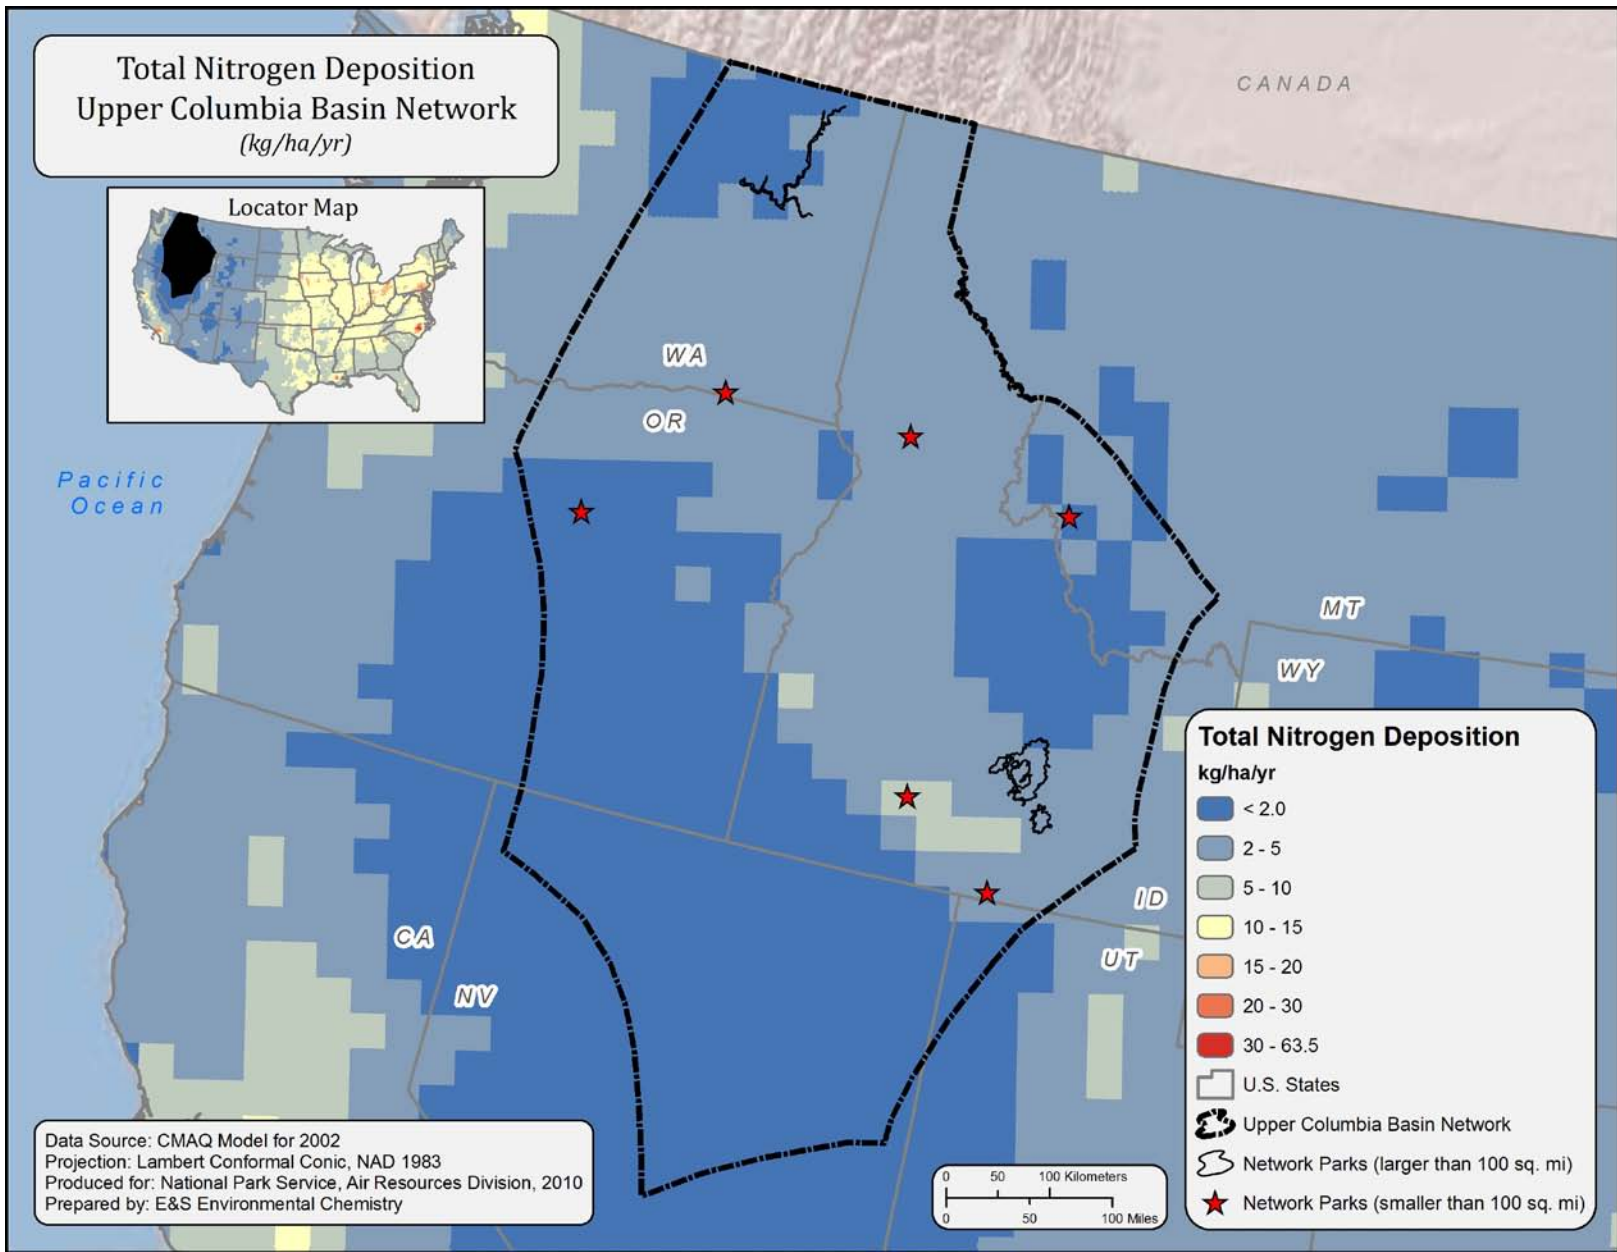 Total Nitrogen Deposition
Upper Columbia Basin Network
(kg/ha/yr)
CANADA
Locator Map
WA
OR
Pacific
Ocean
MT
WY
ID
UT
CA
NV
Total Nitrogen Deposition
kg/ha/yr
< 2.0
2 - 5
5 - 10
10 - 15
15 - 20
20 - 30
30 - 63.5
U.S. States
Upper Columbia Basin Network
Network Parks (larger than 100 sq. mi)
Network Parks (smaller than 100 sq. mi)
Data Source: CMAQ Model for 2002
Projection: Lambert Conformal Conic, NAD 1983
Produced for: National Park Service, Air Resources Division, 2010
Prepared by: E&S Environmental Chemistry
0 50 100 Kilometers
0 50 100 Miles